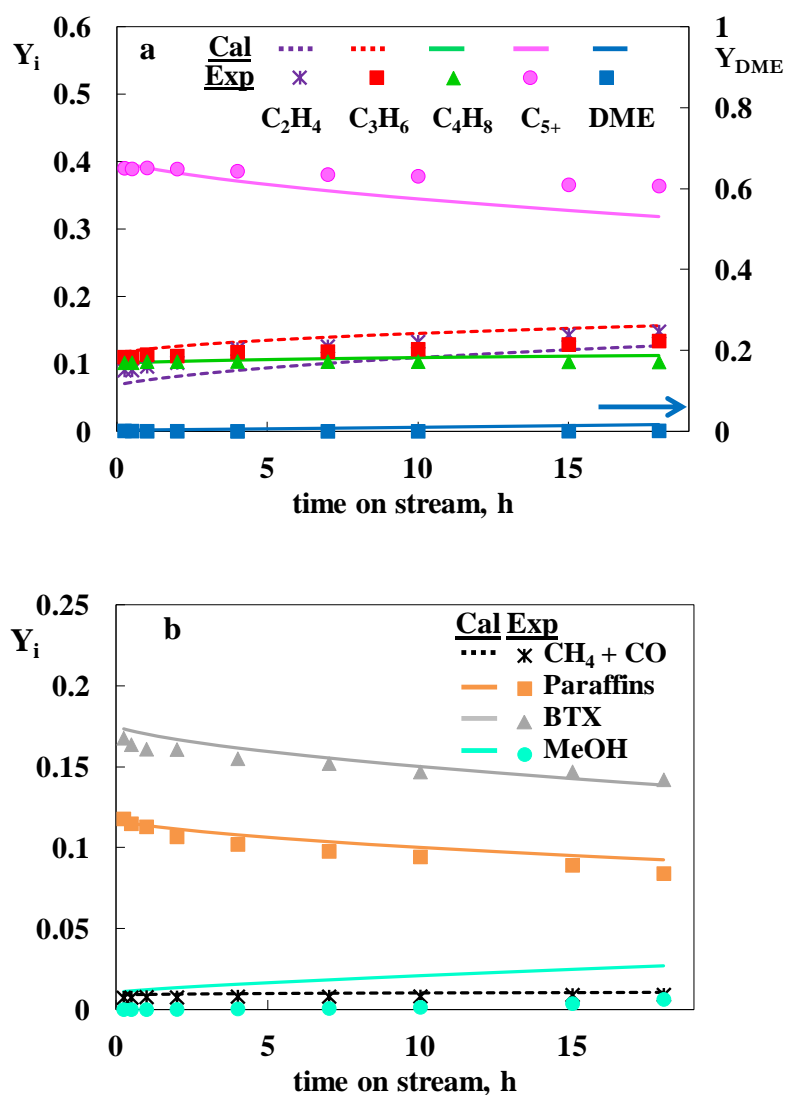 Y_i
a
Cal
Exp
C₂H₄ C₃H₆ C₄H₈ C₅₊ DME
Y_DME
0.6
0.5
0.4
0.3
0.2
0.1
0
1
0.8
0.6
0.4
0.2
0
0 5 10 15
time on stream, h
Y_i
b
Cal Exp
CH₄ + CO
Paraffins
BTX
MeOH
0.25
0.2
0.15
0.1
0.05
0
0 5 10 15
time on stream, h